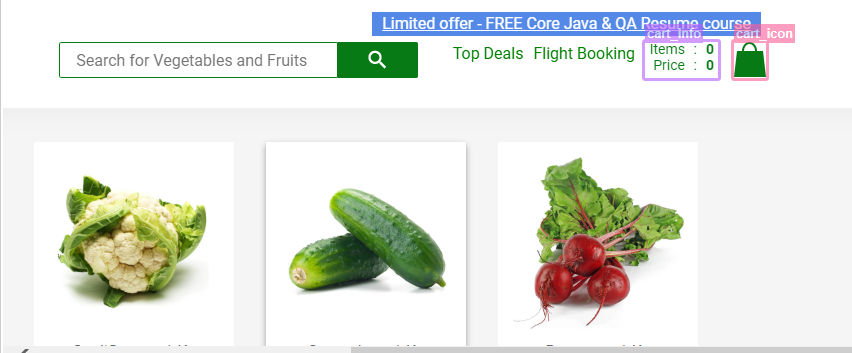 Limited offer - FREE Core Java & QA Resume course
cart_info
cart_icon
Search for Vegetables and Fruits
Top Deals
Flight Booking
Items : 0
Price : 0